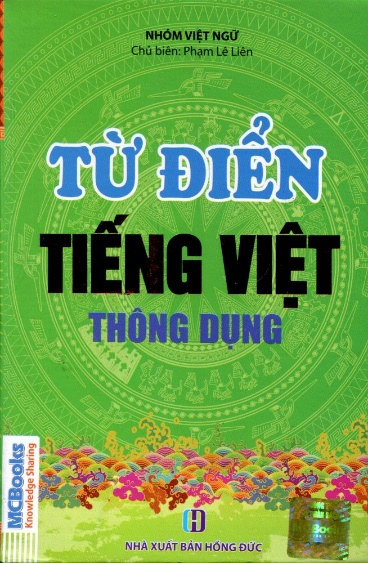 NHÓM VIỆT NGỮ
Chủ biên: Phạm Lê Liên
TỪ ĐIỂN
TIẾNG VIỆT
THÔNG DỤNG
MCBooks
Knowledge Sharing
NHÀ XUẤT BẢN HỒNG ĐỨC